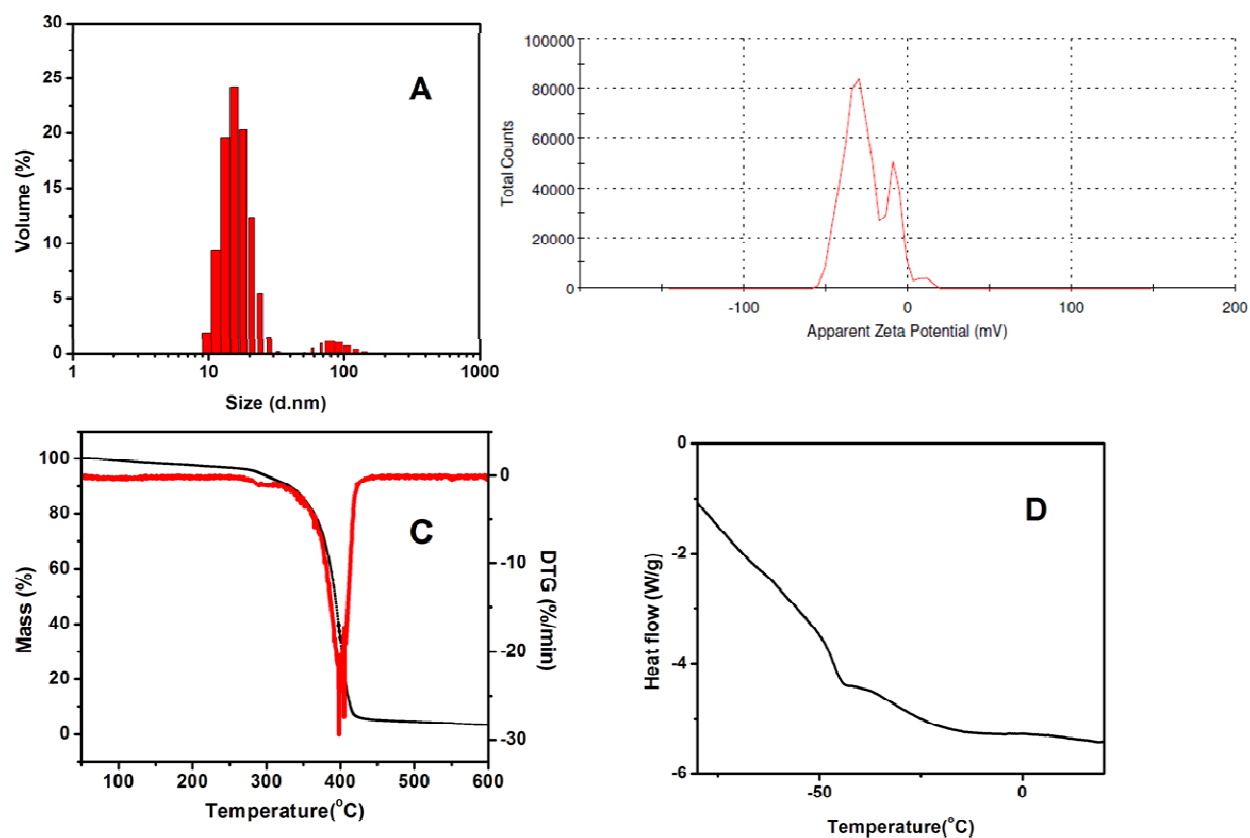 30
25
20
15
10
5
0
Volume (%)
A
1 10 100 1000
Size (d.nm)
100000
80000
60000
40000
20000
0
Total Counts
-100 0 100 200
Apparent Zeta Potential (mV)
100
80
60
40
20
0
Mass (%)
C
0
-10
-20
-30
DTG (%/min)
100 200 300 400 500 600
Temperature(°C)
0
-2
-4
-6
Heat flow (W/g)
D
-50 0
Temperature(°C)